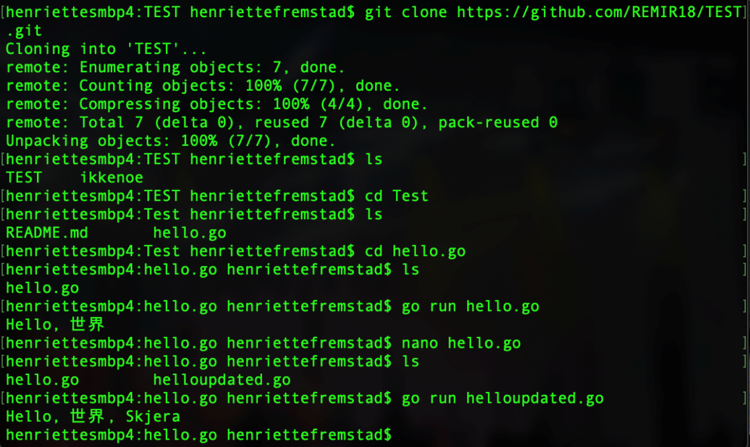 [henriettesmbp4:TEST henriettefremstad$ git clone https://github.com/REMIR18/TEST]
.git
Cloning into 'TEST'...
remote: Enumerating objects: 7, done.
remote: Counting objects: 100% (7/7), done.
remote: Compressing objects: 100% (4/4), done.
remote: Total 7 (delta 0), reused 7 (delta 0), pack-reused 0
Unpacking objects: 100% (7/7), done.
[henriettesmbp4:TEST henriettefremstad$ ls ]
TEST    ikkenoe
[henriettesmbp4:TEST henriettefremstad$ cd Test ]
[henriettesmbp4:Test henriettefremstad$ ls ]
README.md       hello.go
[henriettesmbp4:Test henriettefremstad$ cd hello.go ]
[henriettesmbp4:hello.go henriettefremstad$ ls ]
hello.go
[henriettesmbp4:hello.go henriettefremstad$ go run hello.go ]
Hello, 世界
[henriettesmbp4:hello.go henriettefremstad$ nano hello.go ]
[henriettesmbp4:hello.go henriettefremstad$ ls ]
hello.go        helloupdated.go
[henriettesmbp4:hello.go henriettefremstad$ go run helloupdated.go ]
Hello, 世界, Skjera
henriettesmbp4:hello.go henriettefremstad$